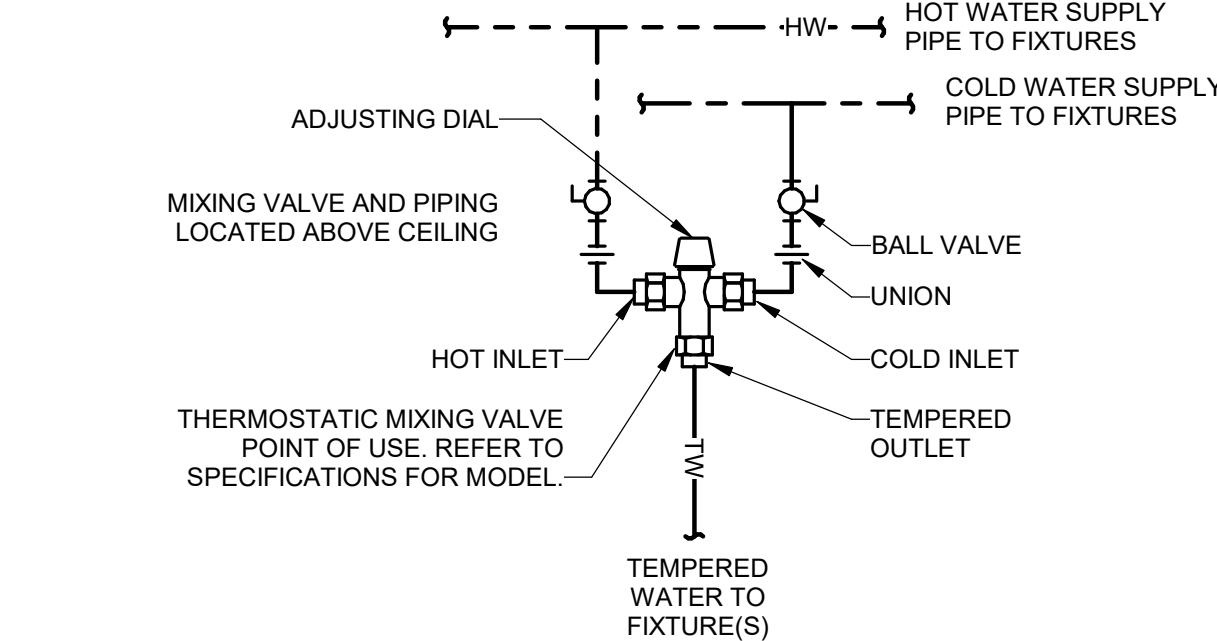 HOT WATER SUPPLY
PIPE TO FIXTURES
HW
COLD WATER SUPPLY
PIPE TO FIXTURES
ADJUSTING DIAL
MIXING VALVE AND PIPING
LOCATED ABOVE CEILING
BALL VALVE
UNION
HOT INLET
COLD INLET
THERMOSTATIC MIXING VALVE
POINT OF USE. REFER TO
SPECIFICATIONS FOR MODEL.
TEMPERED
OUTLET
TW
TEMPERED
WATER TO
FIXTURE(S)